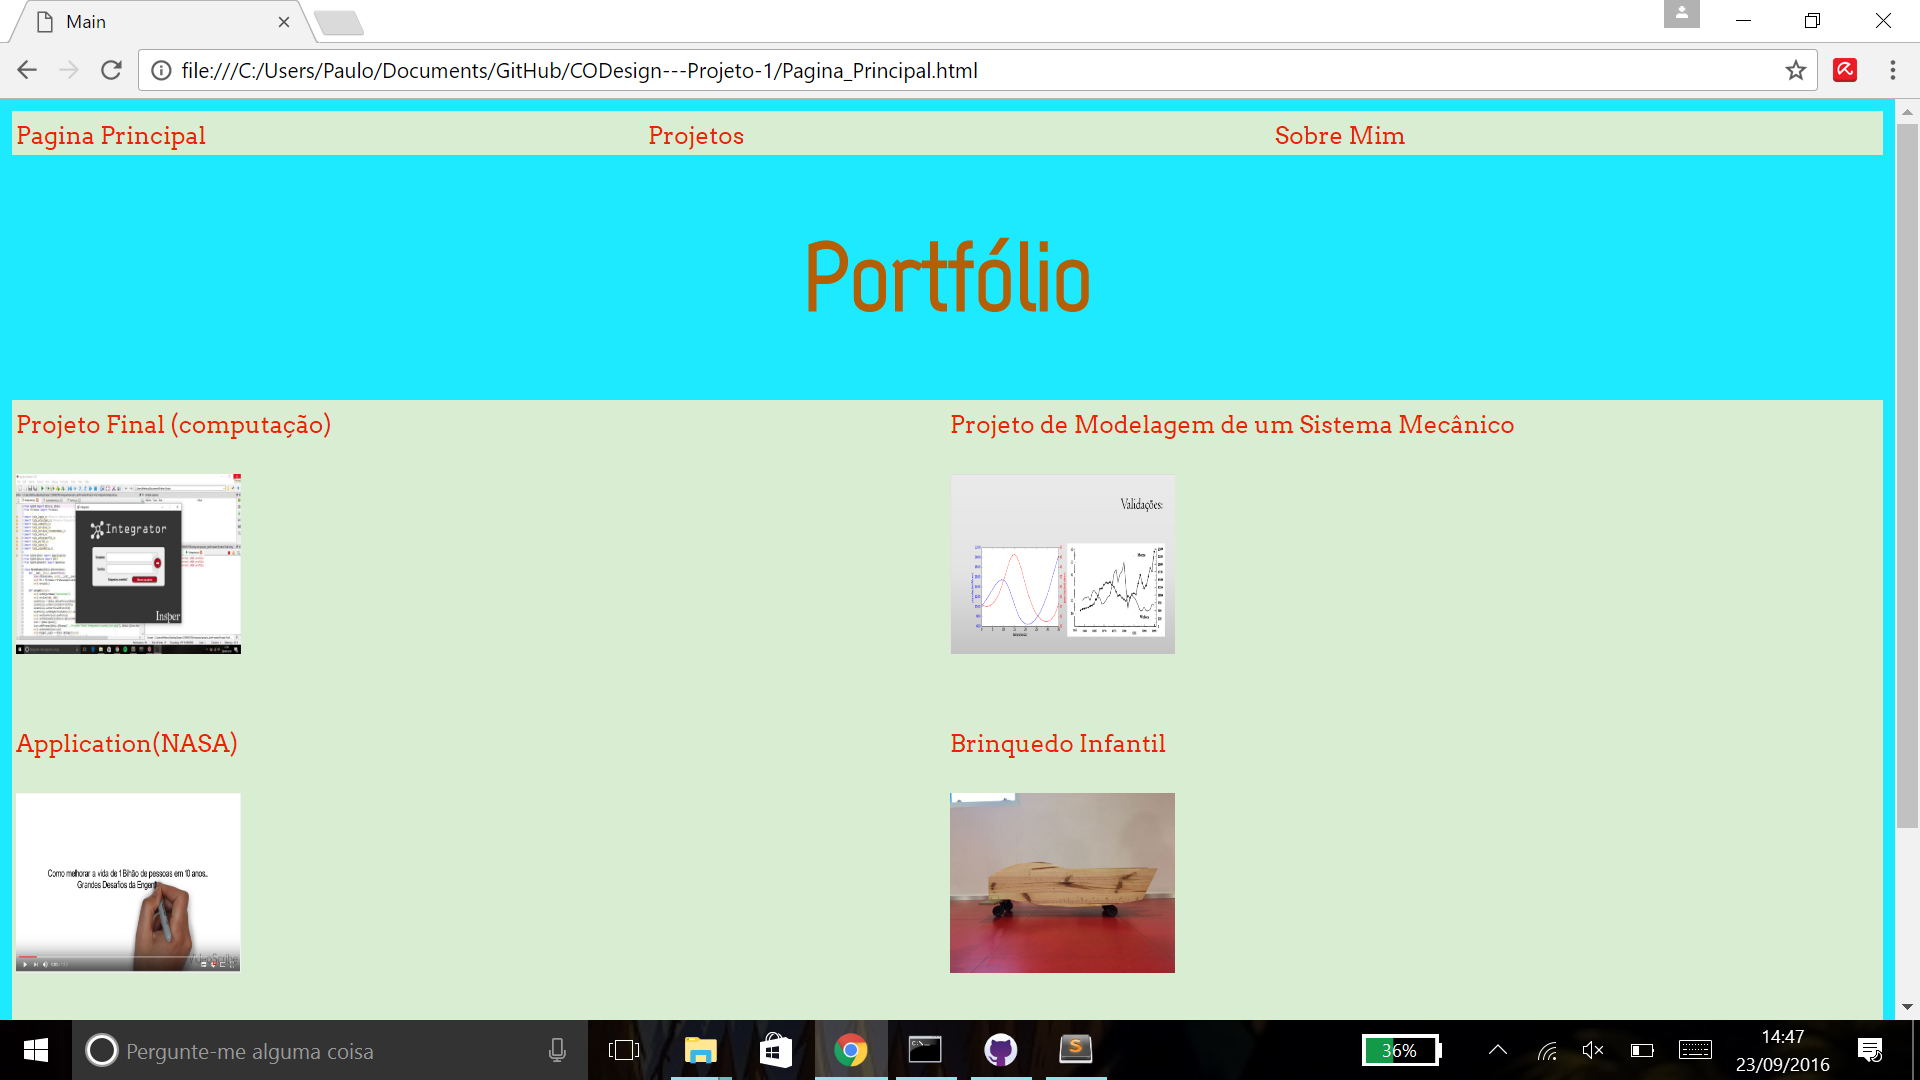 Main
file:///C:/Users/Paulo/Documents/GitHub/CODesign---Projeto-1/Pagina_Principal.html
Pagina Principal
Projetos
Sobre Mim
Portfólio
Projeto Final (computação)
Projeto de Modelagem de um Sistema Mecânico
Integrator
Insper
Validações:
Application(NASA)
Brinquedo Infantil
Como melhorar a vida de 1 Bilhão de pessoas em 10 anos..
Grandes Desafios da Engen
Pergunte-me alguma coisa
36%
14:47
23/09/2016